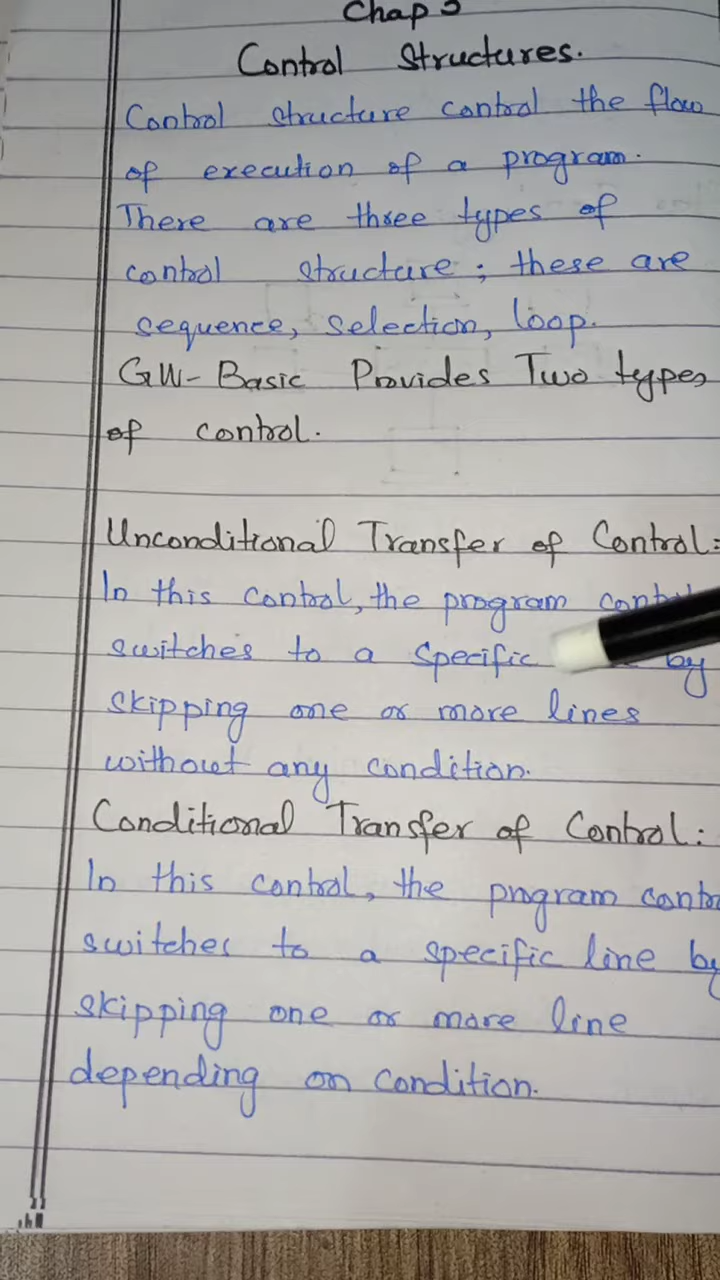 Chap 3
Control Structures.
Control structure control the flow
of execution of a program.
There are three types of
control structure; these are
sequence, selection, loop.
GW-Basic Provides Two types
of control.
Unconditional Transfer of Control:
In this control, the program
switches to a specific by
skipping one or more lines
without any condition.
Conditional Transfer of Control:
In this control, the program contro
switches to a specific line by
skipping one or more line
depending on condition.